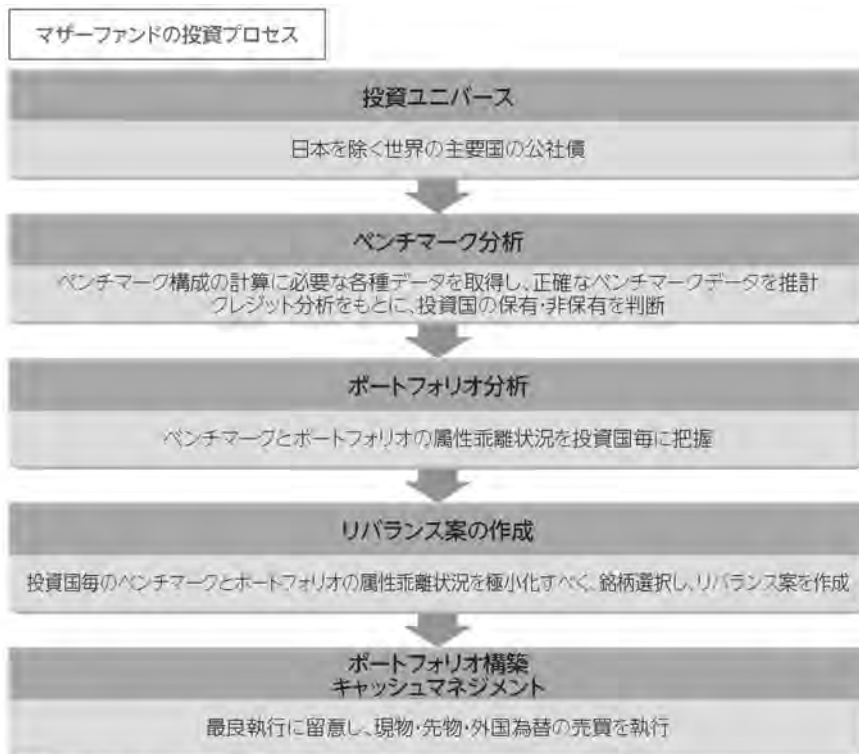 マザーファンドの投資プロセス
投資ユニバース
日本を除く世界の主要国の公社債
ベンチマーク分析
ベンチマーク構成の計算に必要な各種データを取得し、正確なベンチマークデータを推計
クレジット分析をもとに、投資国の保有・非保有を判断
ポートフォリオ分析
ベンチマークとポートフォリオの属性乖離状況を投資国毎に把握
リバランス案の作成
投資国毎のベンチマークとポートフォリオの属性乖離状況を極小化すべく、銘柄選択し、リバランス案を作成
ポートフォリオ構築
キャッシュマネジメント
最良執行に留意し、現物・先物・外国為替の売買を執行